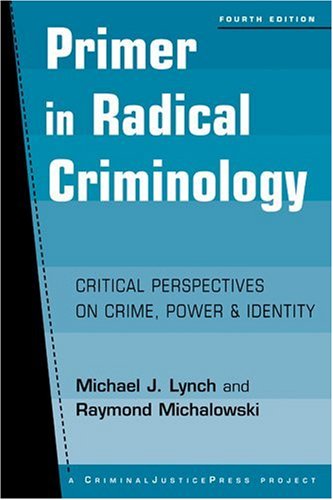 FOURTH EDITION
Primer
in Radical
Criminology
CRITICAL PERSPECTIVES
ON CRIME, POWER & IDENTITY
Michael J. Lynch and
Raymond Michalowski
A CRIMINALJUSTICEPRESS PROJECT